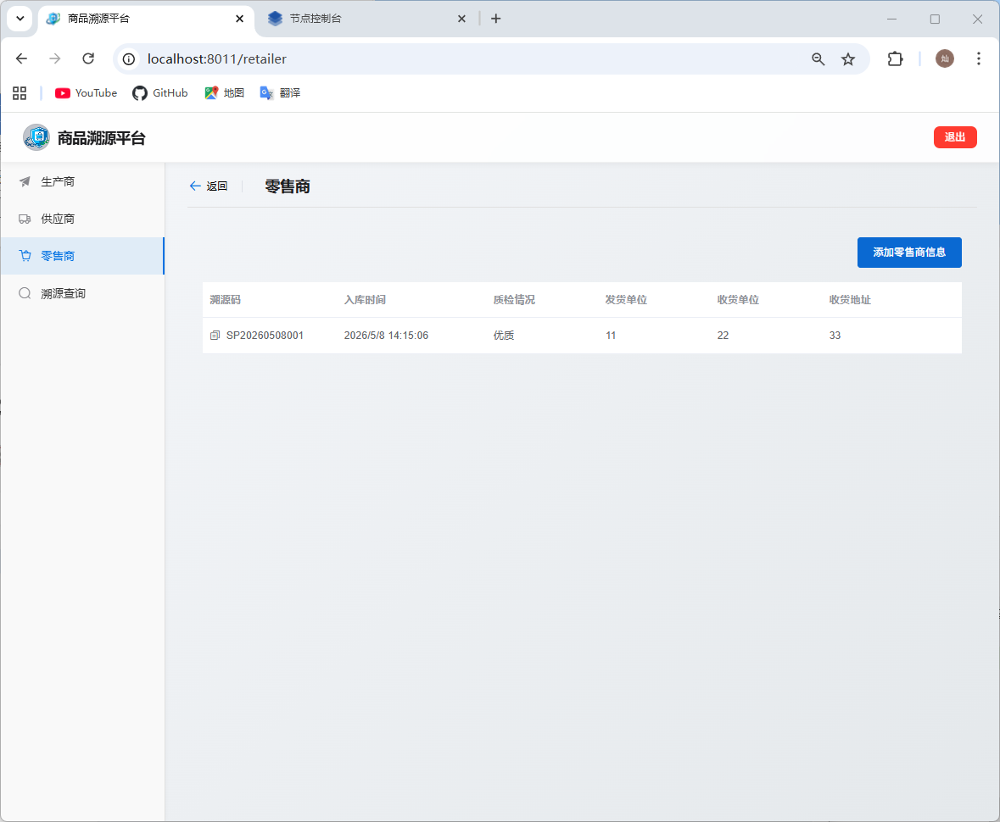 商品溯源平台
节点控制台
localhost:8011/retailer
灿
YouTube
GitHub
地图
翻译
商品溯源平台
退出
生产商
供应商
零售商
溯源查询
返回
零售商
添加零售商信息
溯源码 入库时间 质检情况 发货单位 收货单位 收货地址
SP20260508001 2026/5/8 14:15:06 优质 11 22 33